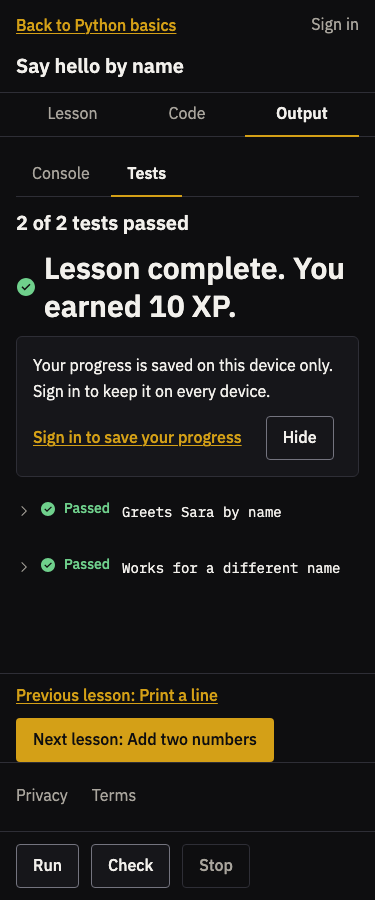 Back to Python basics
Sign in
Say hello by name
Lesson
Code
Output
Console
Tests
2 of 2 tests passed
Lesson complete. You
earned 10 XP.
Your progress is saved on this device only.
Sign in to keep it on every device.
Sign in to save your progress
Hide
Passed Greets Sara by name
Passed Works for a different name
Previous lesson: Print a line
Next lesson: Add two numbers
Privacy
Terms
Run
Check
Stop